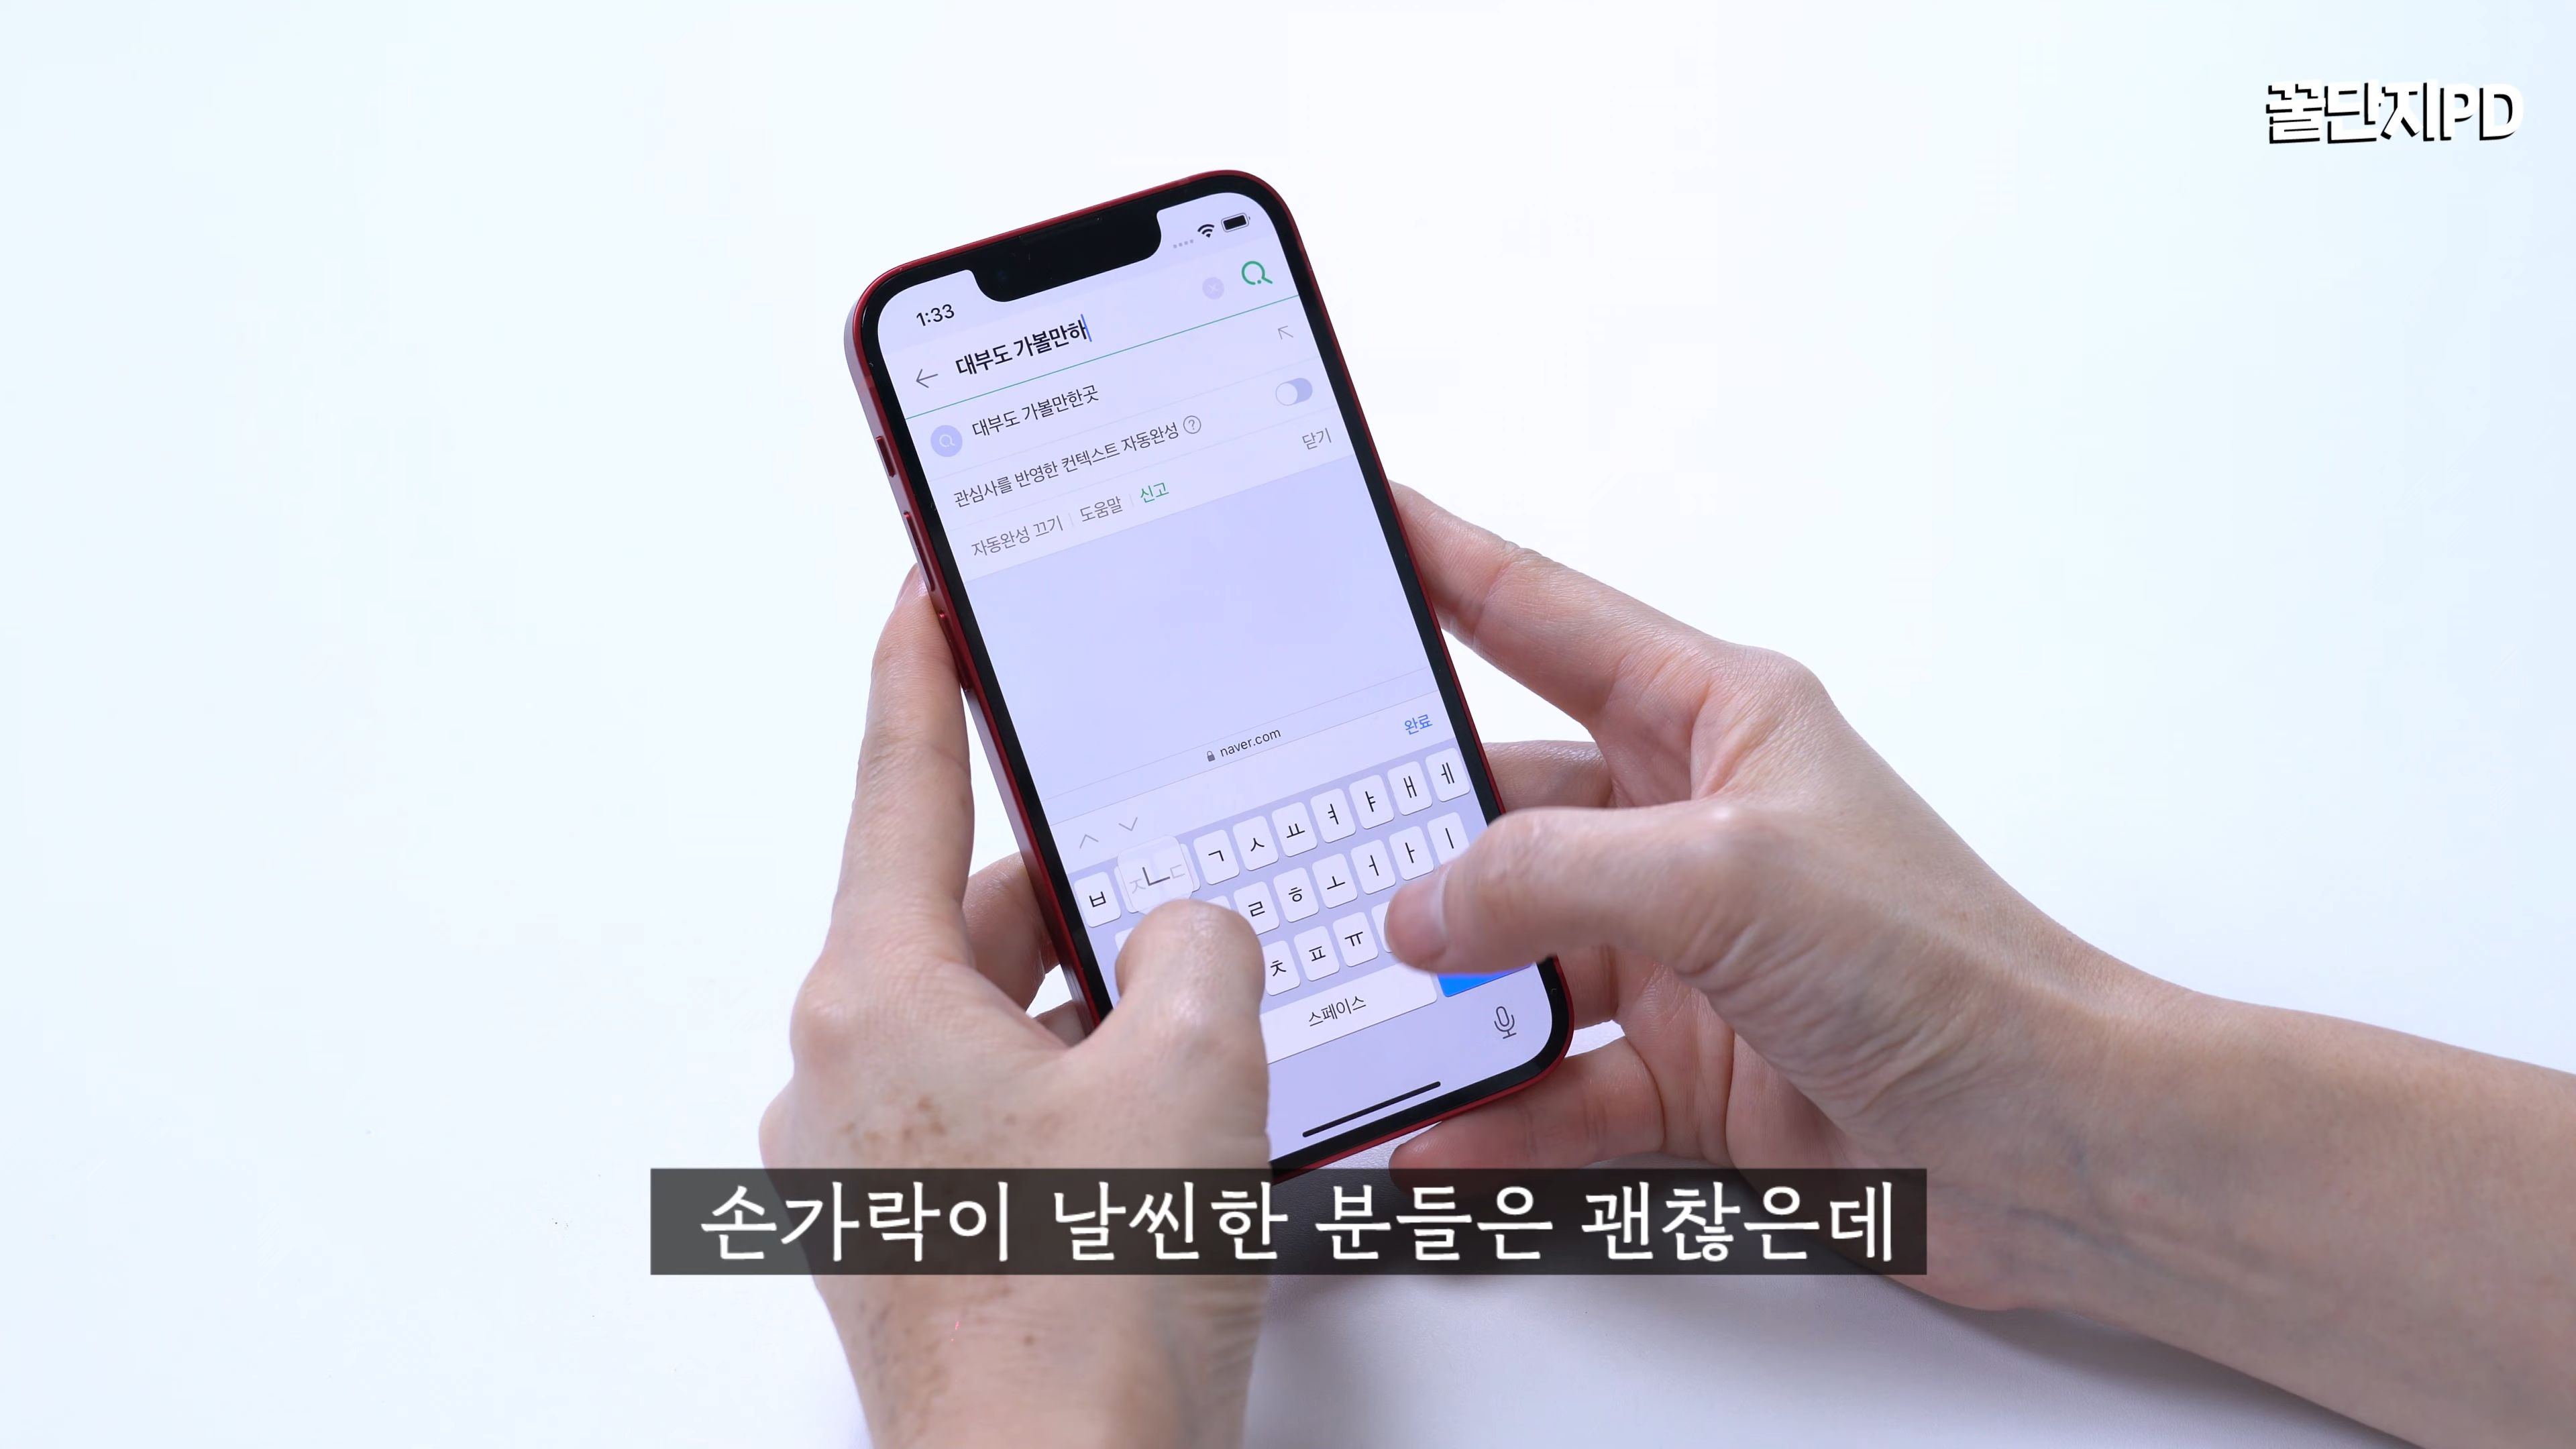 꿀단지PD
1:33
대부도 가볼만하
대부도 가볼만한곳
관심사를 반영한 컨텍스트 자동완성 ?
자동완성 끄기 도움말 신고 닫기
naver.com
완료
ㅂ ㅈ ㄴ ㄷ ㄱ ㅅ ㅛ ㅕ ㅑ ㅐ ㅔ
ㄹ ㅎ ㅗ ㅓ ㅏ ㅣ
ㅊ ㅍ ㅠ
스페이스
손가락이 날씬한 분들은 괜찮은데